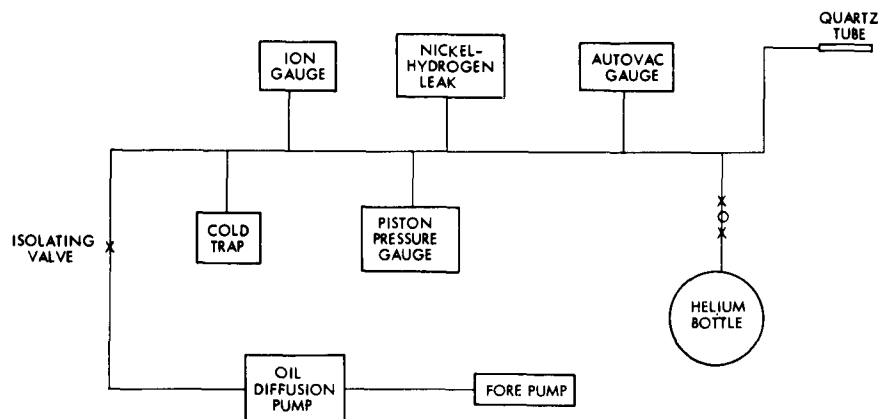 QUARTZ
TUBE
ION
GAUGE
NICKEL-
HYDROGEN
LEAK
AUTOVAC
GAUGE
COLD
TRAP
PISTON
PRESSURE
GAUGE
ISOLATING
VALVE
HELIUM
BOTTLE
OIL
DIFFUSION
PUMP
FORE PUMP